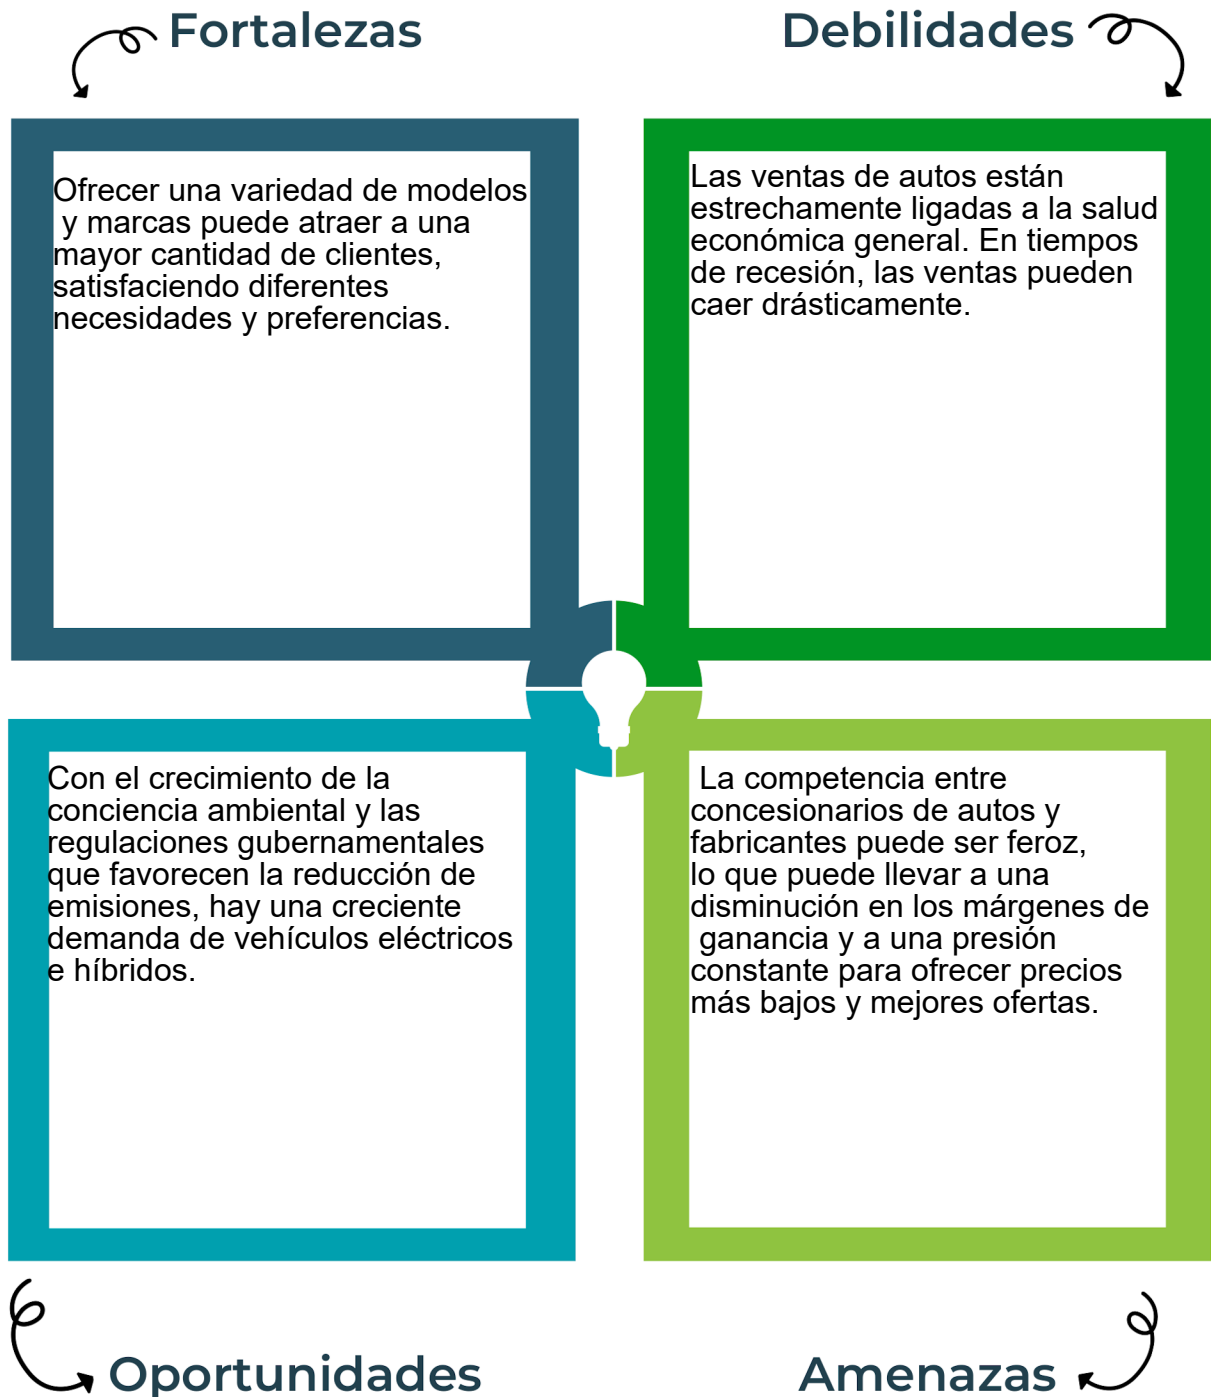 Fortalezas
Ofrecer una variedad de modelos
y marcas puede atraer a una
mayor cantidad de clientes,
satisfaciendo diferentes
necesidades y preferencias.
Debilidades
Las ventas de autos están
estrechamente ligadas a la salud
económica general. En tiempos
de recesión, las ventas pueden
caer drásticamente.
Con el crecimiento de la
conciencia ambiental y las
regulaciones gubernamentales
que favorecen la reducción de
emisiones, hay una creciente
demanda de vehículos eléctricos
e híbridos.
Oportunidades
La competencia entre
concesionarios de autos y
fabricantes puede ser feroz,
lo que puede llevar a una
disminución en los márgenes de
ganancia y a una presión
constante para ofrecer precios
más bajos y mejores ofertas.
Amenazas